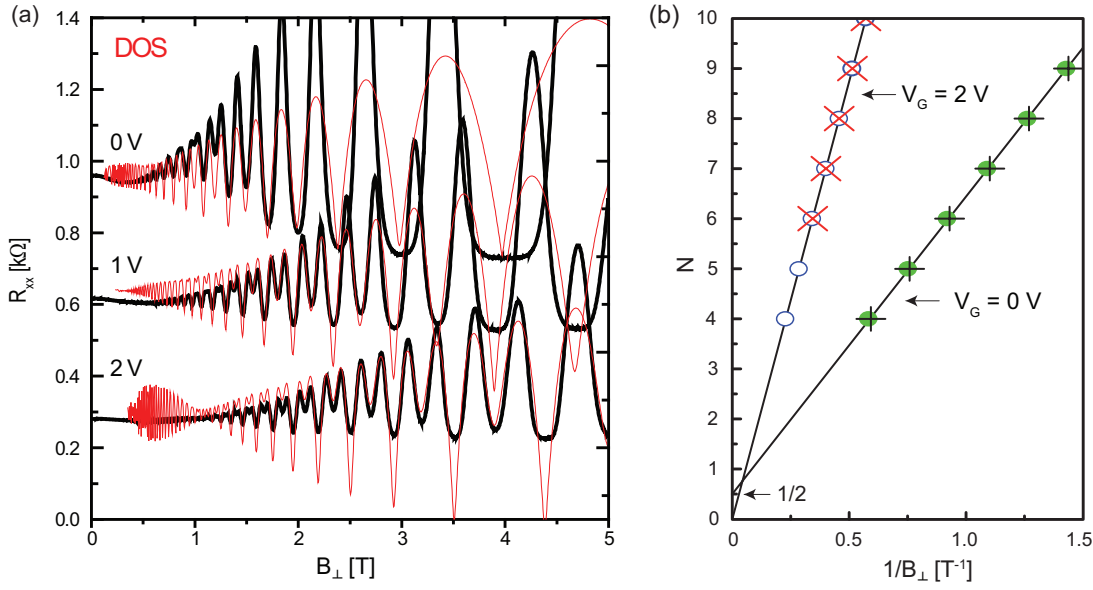 (a)
DOS
0 V
1 V
2 V
1.4
1.2
1.0
0.8
0.6
0.4
0.2
0.0
R_xx [kΩ]
0 1 2 3 4 5
B_⊥ [T]
(b)
10
9
8
7
6
5
4
3
2
1
0
N
V_G = 2 V
V_G = 0 V
1/2
0 0.5 1.0 1.5
1/B_⊥ [T⁻¹]